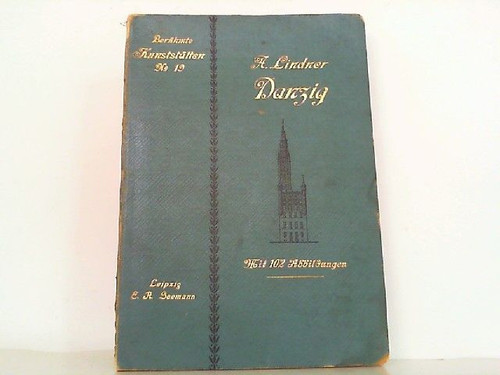 Berühmte
Kunststätten
No 19
A. Lindner
Danzig
Mit 102 Abbildungen
Leipzig
E. A. Seemann